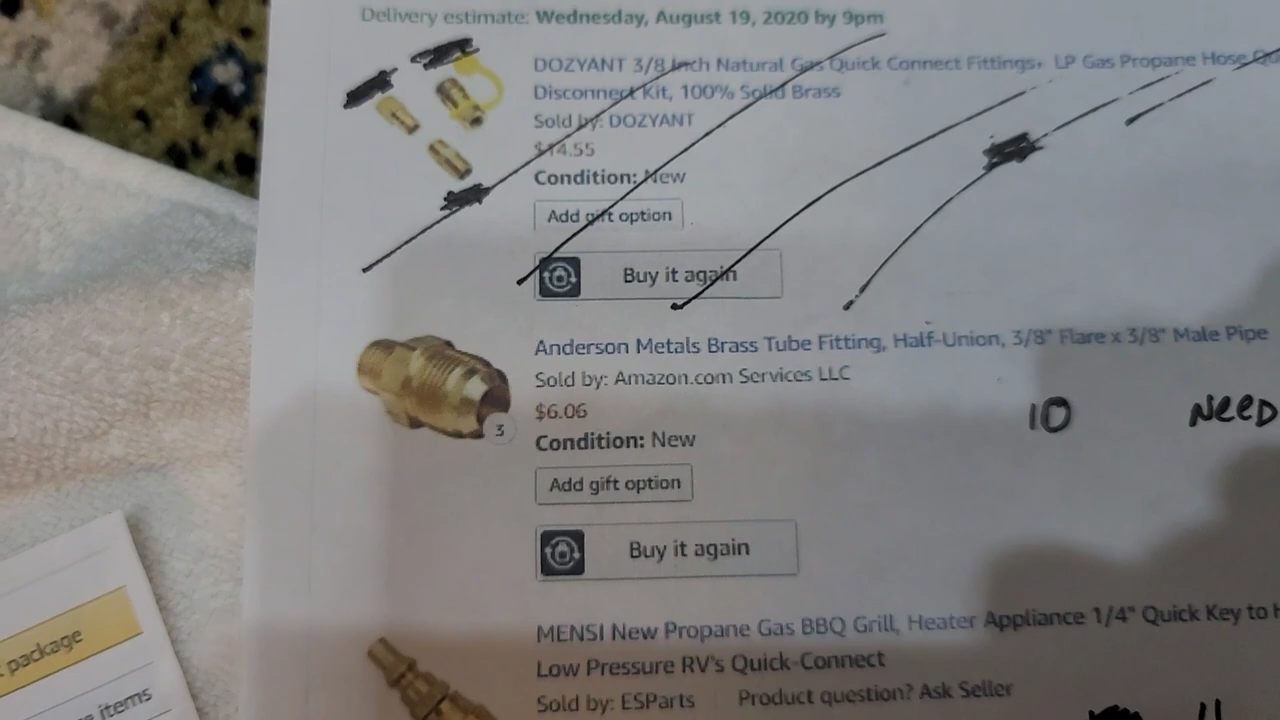 Delivery estimate: Wednesday, August 19, 2020 by 9pm
DOZYANT 3/8 Inch Natural Gas Quick Connect Fittings, LP Gas Propane Hose
Disconnect Kit, 100% Solid Brass
Sold by: DOZYANT
$14.55
Condition: New
Add gift option
Buy it again
Anderson Metals Brass Tube Fitting, Half-Union, 3/8" Flare x 3/8" Male Pipe
Sold by: Amazon.com Services LLC
$6.06
3
Condition: New
10 NEED
Add gift option
Buy it again
MENSI New Propane Gas BBQ Grill, Heater Appliance 1/4" Quick Key to
Low Pressure RV's Quick-Connect
Sold by: ESParts Product question? Ask Seller
package
items